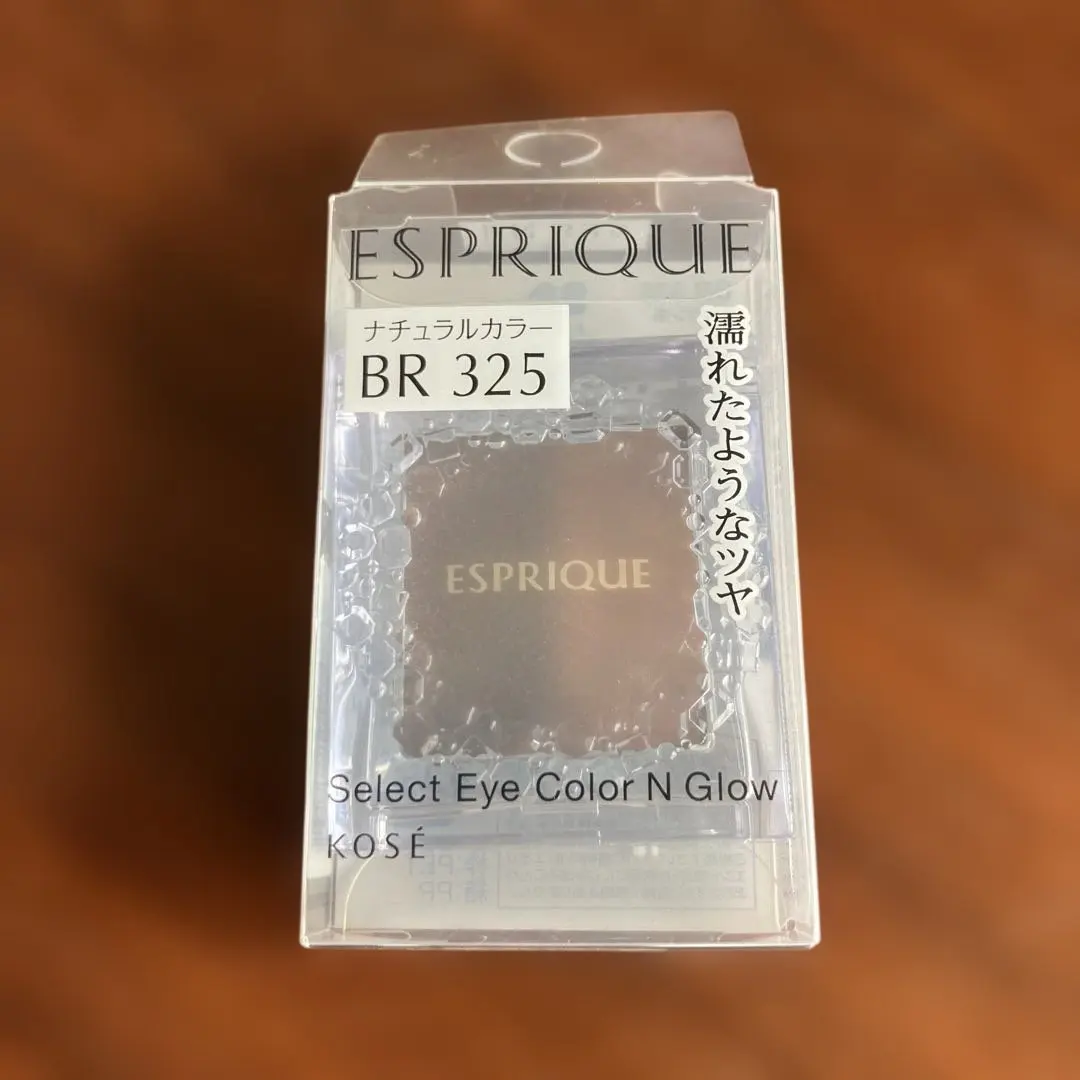 ESPRIQUE
ナチュラルカラー
BR 325
濡れたようなツヤ
ESPRIQUE
Select Eye Color N Glow
KOSÉ